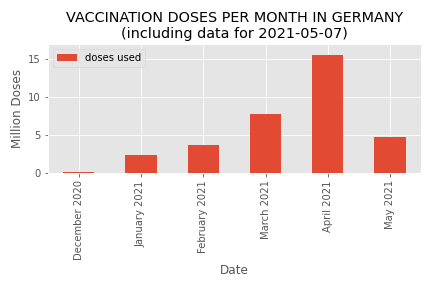 VACCINATION DOSES PER MONTH IN GERMANY
(including data for 2021-05-07)
doses used
Million Doses
15
10
5
0
December 2020
January 2021
February 2021
March 2021
April 2021
May 2021
Date